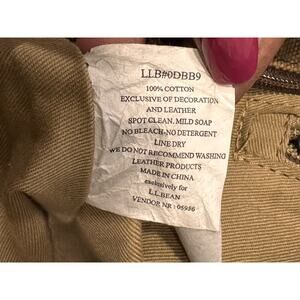 LLB#0DBB9
100% COTTON
EXCLUSIVE OF DECORATION
AND LEATHER
SPOT CLEAN, MILD SOAP
NO BLEACH-NO DETERGENT
LINE DRY
WE DO NOT RECOMMEND WASHING
LEATHER PRODUCTS
MADE IN CHINA
exclusively for
L.L.BEAN
VENDOR NR : 05986